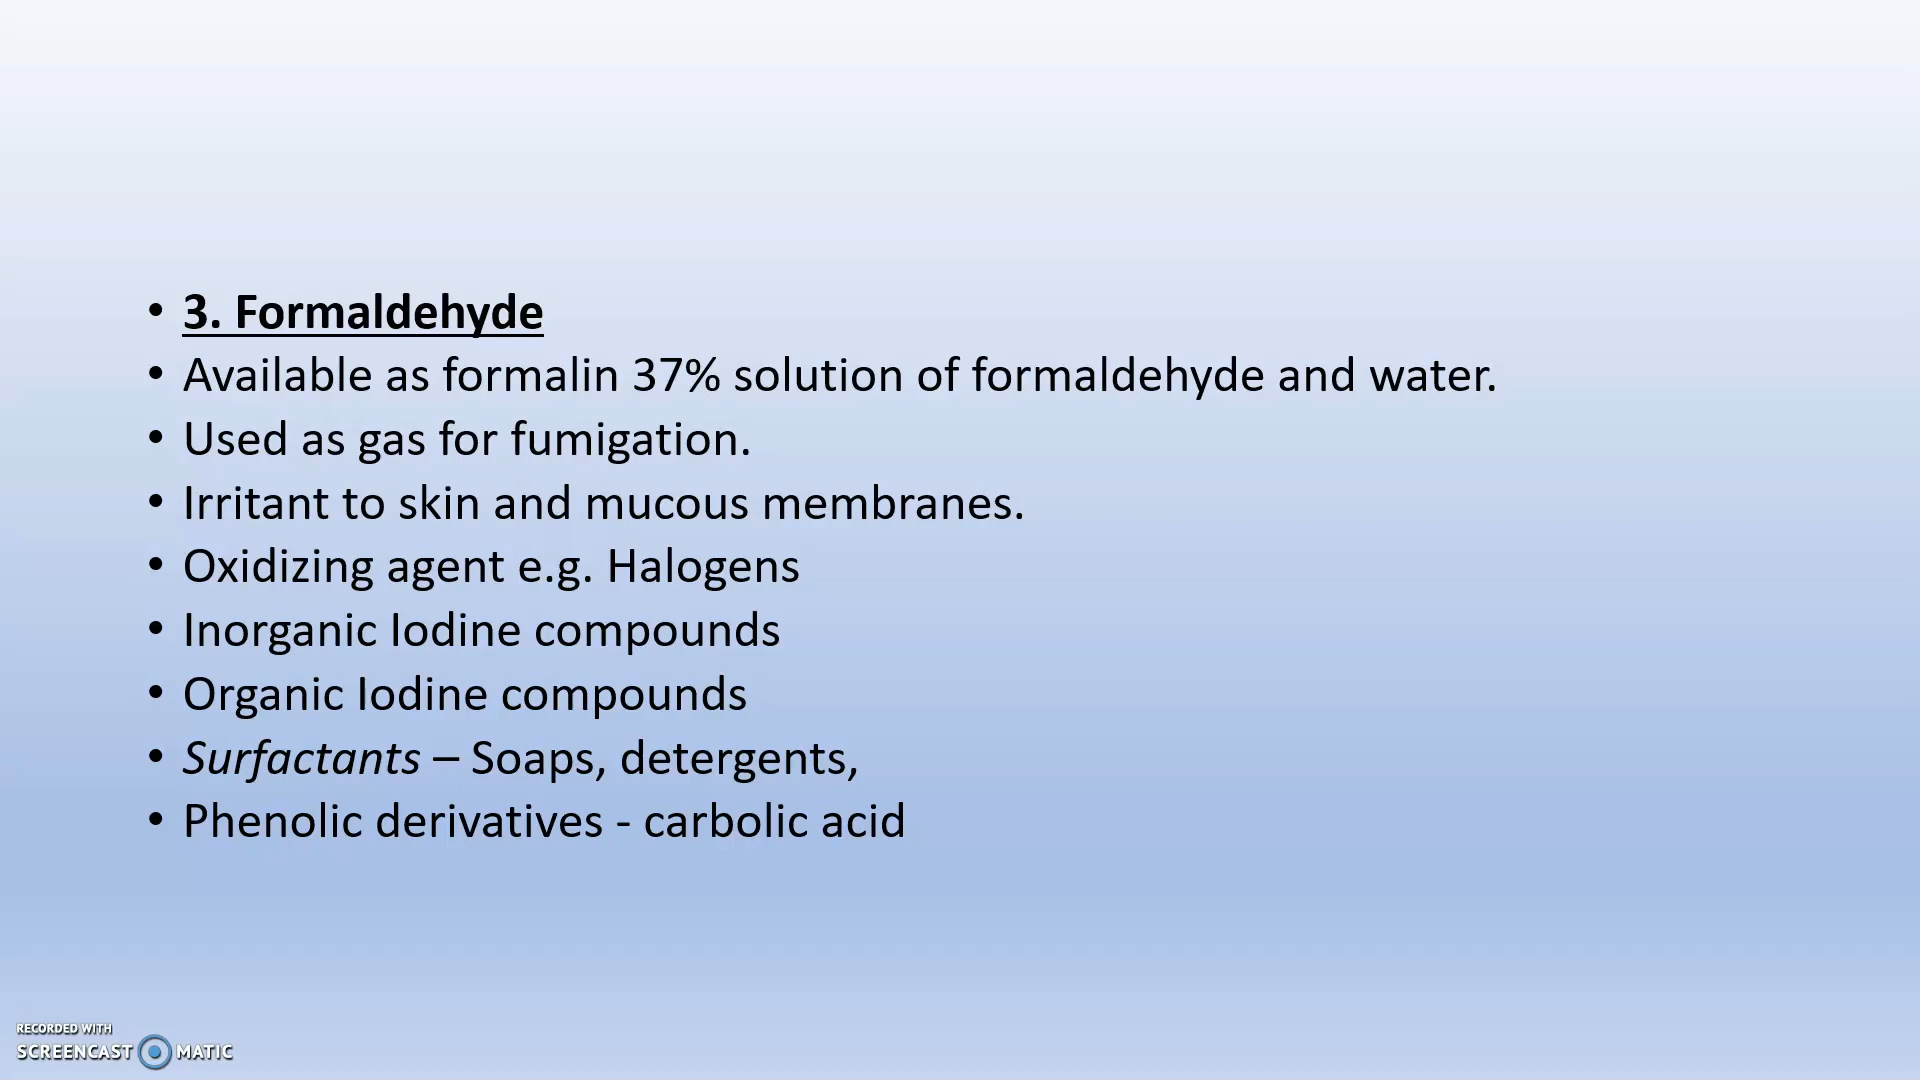 • 3. Formaldehyde
• Available as formalin 37% solution of formaldehyde and water.
• Used as gas for fumigation.
• Irritant to skin and mucous membranes.
• Oxidizing agent e.g. Halogens
• Inorganic Iodine compounds
• Organic Iodine compounds
• Surfactants – Soaps, detergents,
• Phenolic derivatives - carbolic acid
RECORDED WITH
SCREENCAST MATIC